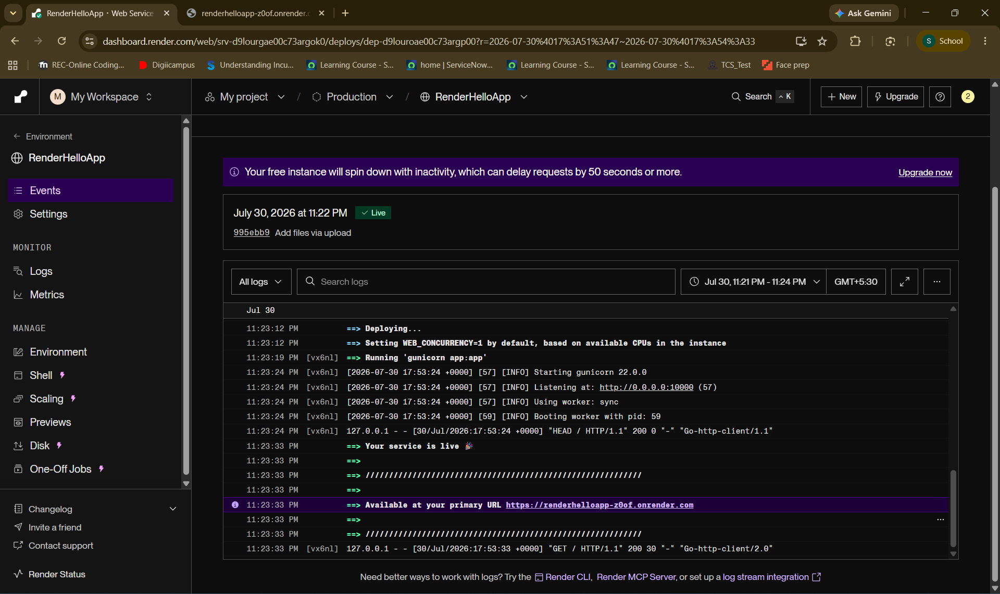 RenderHelloApp · Web Service
renderhelloapp-z0of.onrender.c
Ask Gemini
dashboard.render.com/web/srv-d9lourgae00c73argok0/deploys/dep-d9louroae00c73argp00?r=2026-07-30%4017%3A51%3A47~2026-07-30%4017%3A54%3A33
S School
REC-Online Coding...
Digiicampus
Understanding Incu...
Learning Course - S...
home | ServiceNow...
Learning Course - S...
Learning Course - S...
TCS_Test
Face prep
M My Workspace
My project / Production / RenderHelloApp
Search ^ K
+ New
Upgrade
2
Environment
RenderHelloApp
Events
Settings
MONITOR
Logs
Metrics
MANAGE
Environment
Shell
Scaling
Previews
Disk
One-Off Jobs
Changelog
Invite a friend
Contact support
Render Status
Your free instance will spin down with inactivity, which can delay requests by 50 seconds or more.
Upgrade now
July 30, 2026 at 11:22 PM Live
995ebb9 Add files via upload
All logs
Search logs
Jul 30, 11:21 PM - 11:24 PM
GMT+5:30
Jul 30
11:23:12 PM ==> Deploying...
11:23:12 PM ==> Setting WEB_CONCURRENCY=1 by default, based on available CPUs in the instance
11:23:19 PM [vx6nl] ==> Running 'gunicorn app:app'
11:23:24 PM [vx6nl] [2026-07-30 17:53:24 +0000] [57] [INFO] Starting gunicorn 22.0.0
11:23:24 PM [vx6nl] [2026-07-30 17:53:24 +0000] [57] [INFO] Listening at: http://0.0.0.0:10000 (57)
11:23:24 PM [vx6nl] [2026-07-30 17:53:24 +0000] [57] [INFO] Using worker: sync
11:23:24 PM [vx6nl] [2026-07-30 17:53:24 +0000] [59] [INFO] Booting worker with pid: 59
11:23:24 PM [vx6nl] 127.0.0.1 - - [30/Jul/2026:17:53:24 +0000] "HEAD / HTTP/1.1" 200 0 "-" "Go-http-client/1.1"
11:23:33 PM ==> Your service is live 🎉
11:23:33 PM ==>
11:23:33 PM ==> ///////////////////////////////////////////////////////////
11:23:33 PM ==>
11:23:33 PM ==> Available at your primary URL https://renderhelloapp-z0of.onrender.com
11:23:33 PM ==>
11:23:33 PM ==> ///////////////////////////////////////////////////////////
11:23:33 PM [vx6nl] 127.0.0.1 - - [30/Jul/2026:17:53:33 +0000] "GET / HTTP/1.1" 200 30 "-" "Go-http-client/2.0"
Need better ways to work with logs? Try the Render CLI, Render MCP Server, or set up a log stream integration